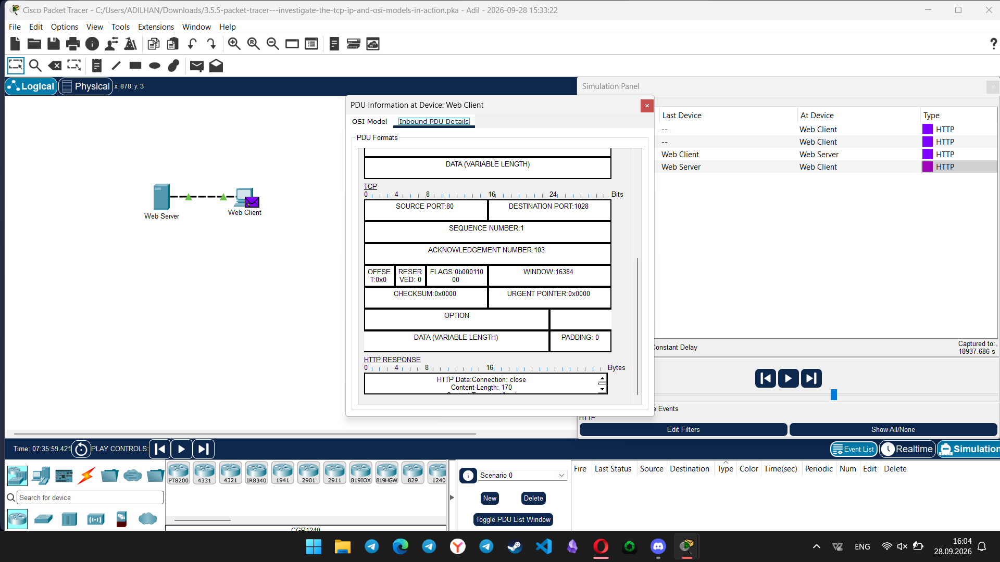 Cisco Packet Tracer - C:/Users/ADILHAN/Downloads/3.5.5-packet-tracer---investigate-the-tcp-ip-and-osi-models-in-action.pka - Adil - 2026-09-28 15:33:22
File Edit Options View Tools Extensions Window Help
Logical Physical x: 878, y: 3
Simulation Panel
PDU Information at Device: Web Client
OSI Model Inbound PDU Details
PDU Formats
DATA (VARIABLE LENGTH)
TCP
0 4 8 16 24 Bits
SOURCE PORT:80 DESTINATION PORT:1028
SEQUENCE NUMBER:1
ACKNOWLEDGEMENT NUMBER:103
OFFSE
T:0x0
RESER
VED: 0
FLAGS:0b000110
00
WINDOW:16384
CHECKSUM:0x0000 URGENT POINTER:0x0000
OPTION
DATA (VARIABLE LENGTH) PADDING: 0
HTTP RESPONSE
0 4 8 16 Bytes
HTTP Data:Connection: close
Content-Length: 170
Last Device At Device Type
-- Web Client HTTP
-- Web Client HTTP
Web Client Web Server HTTP
Web Server Web Client HTTP
Web Server
Web Client
Constant Delay
Captured to:
18937.686 s
e Events
HTTP
Edit Filters Show All/None
Time: 07:35:59.421 PLAY CONTROLS:
Event List Realtime Simulation
PT8200 4331 4321 IR8340 1941 2901 2911 819IOX 819HGW 829 1240
Search for device
CGR1240
Scenario 0
New Delete
Toggle PDU List Window
Fire Last Status Source Destination Type Color Time(sec) Periodic Num Edit Delete
ENG
16:04
28.09.2026